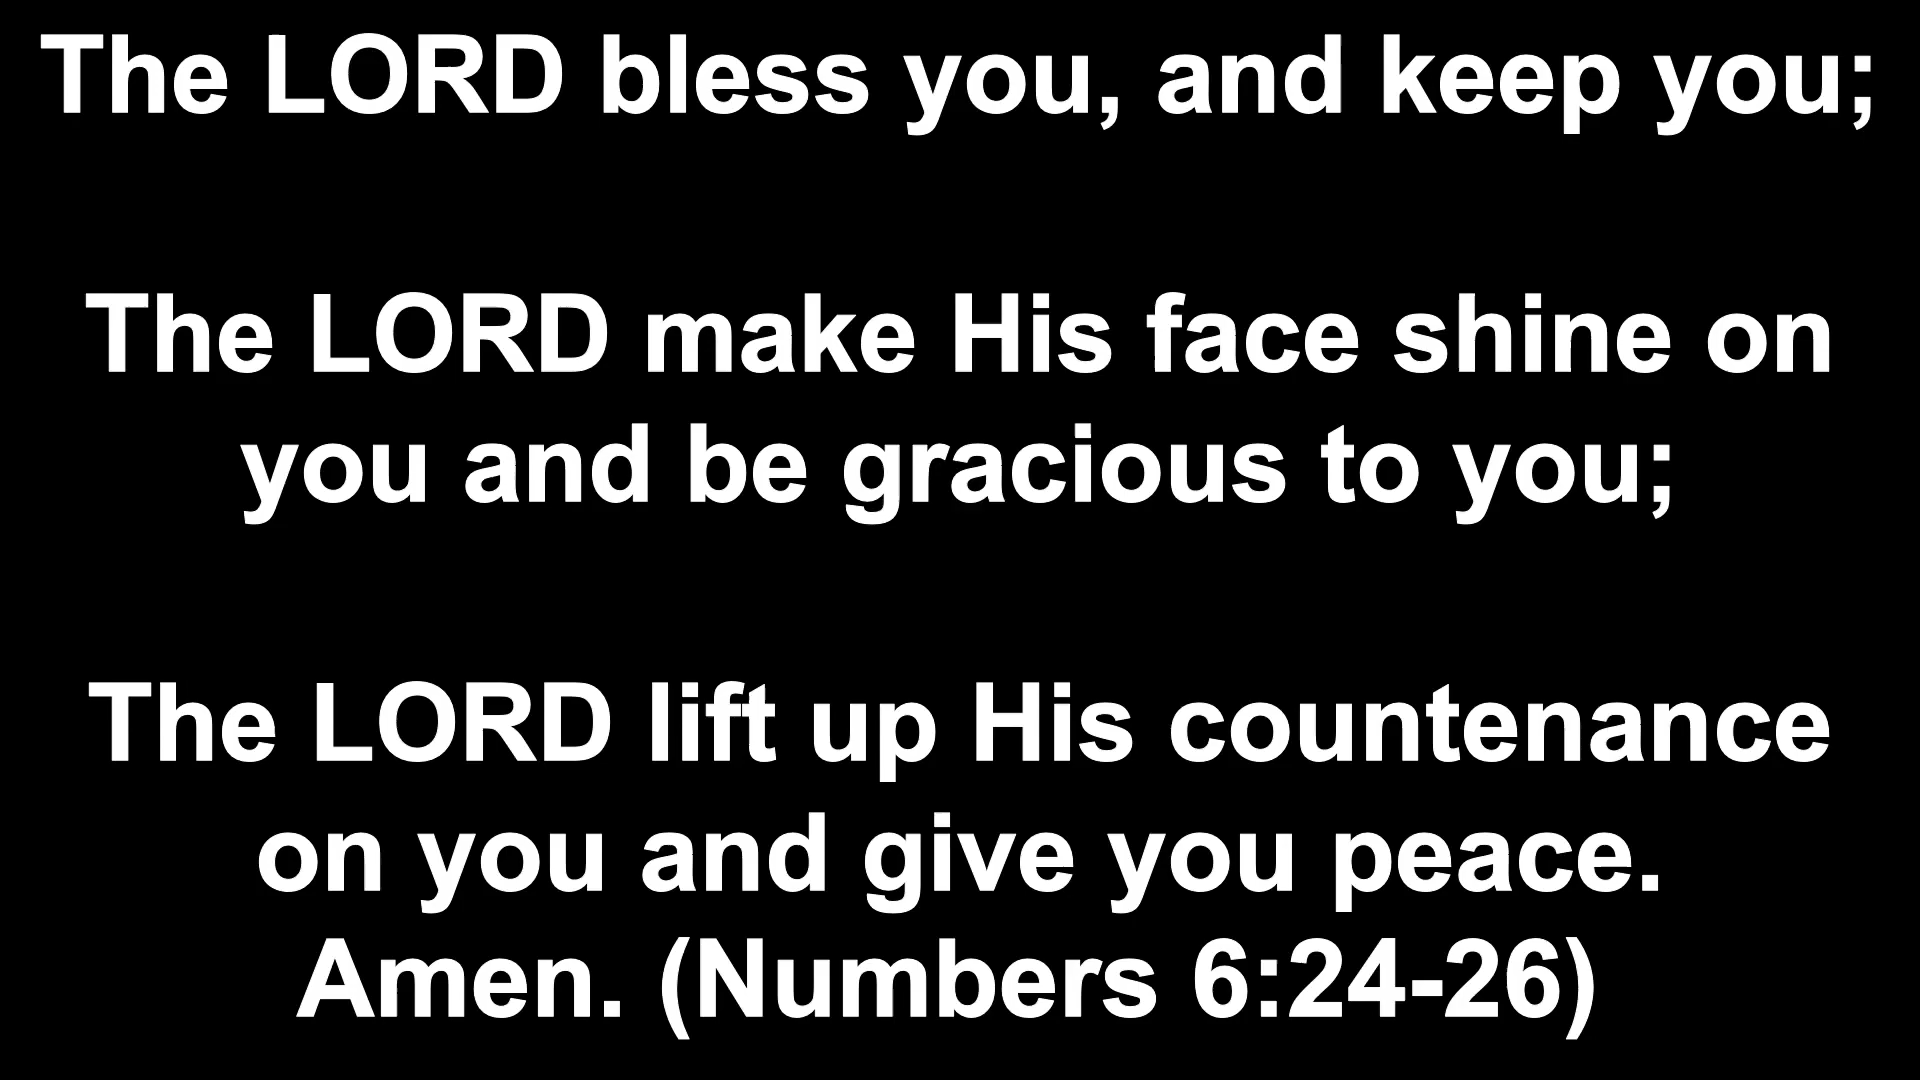 The LORD bless you, and keep you;
The LORD make His face shine on
you and be gracious to you;
The LORD lift up His countenance
on you and give you peace.
Amen. (Numbers 6:24-26)